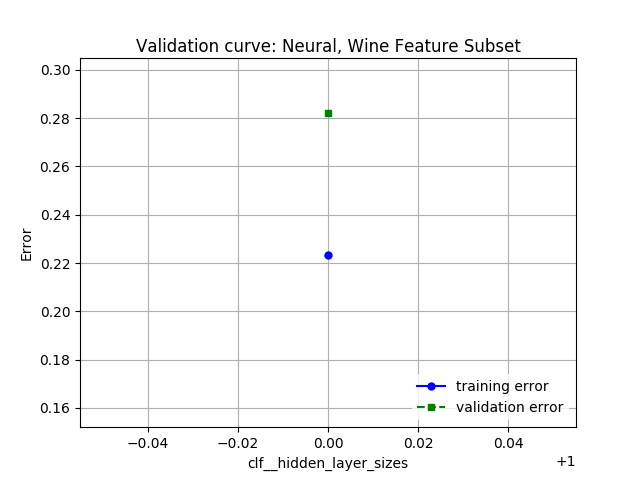 Validation curve: Neural, Wine Feature Subset
0.30
0.28
0.26
0.24
0.22
0.20
0.18
0.16
Error
training error
validation error
−0.04 −0.02 0.00 0.02 0.04
clf__hidden_layer_sizes
+1